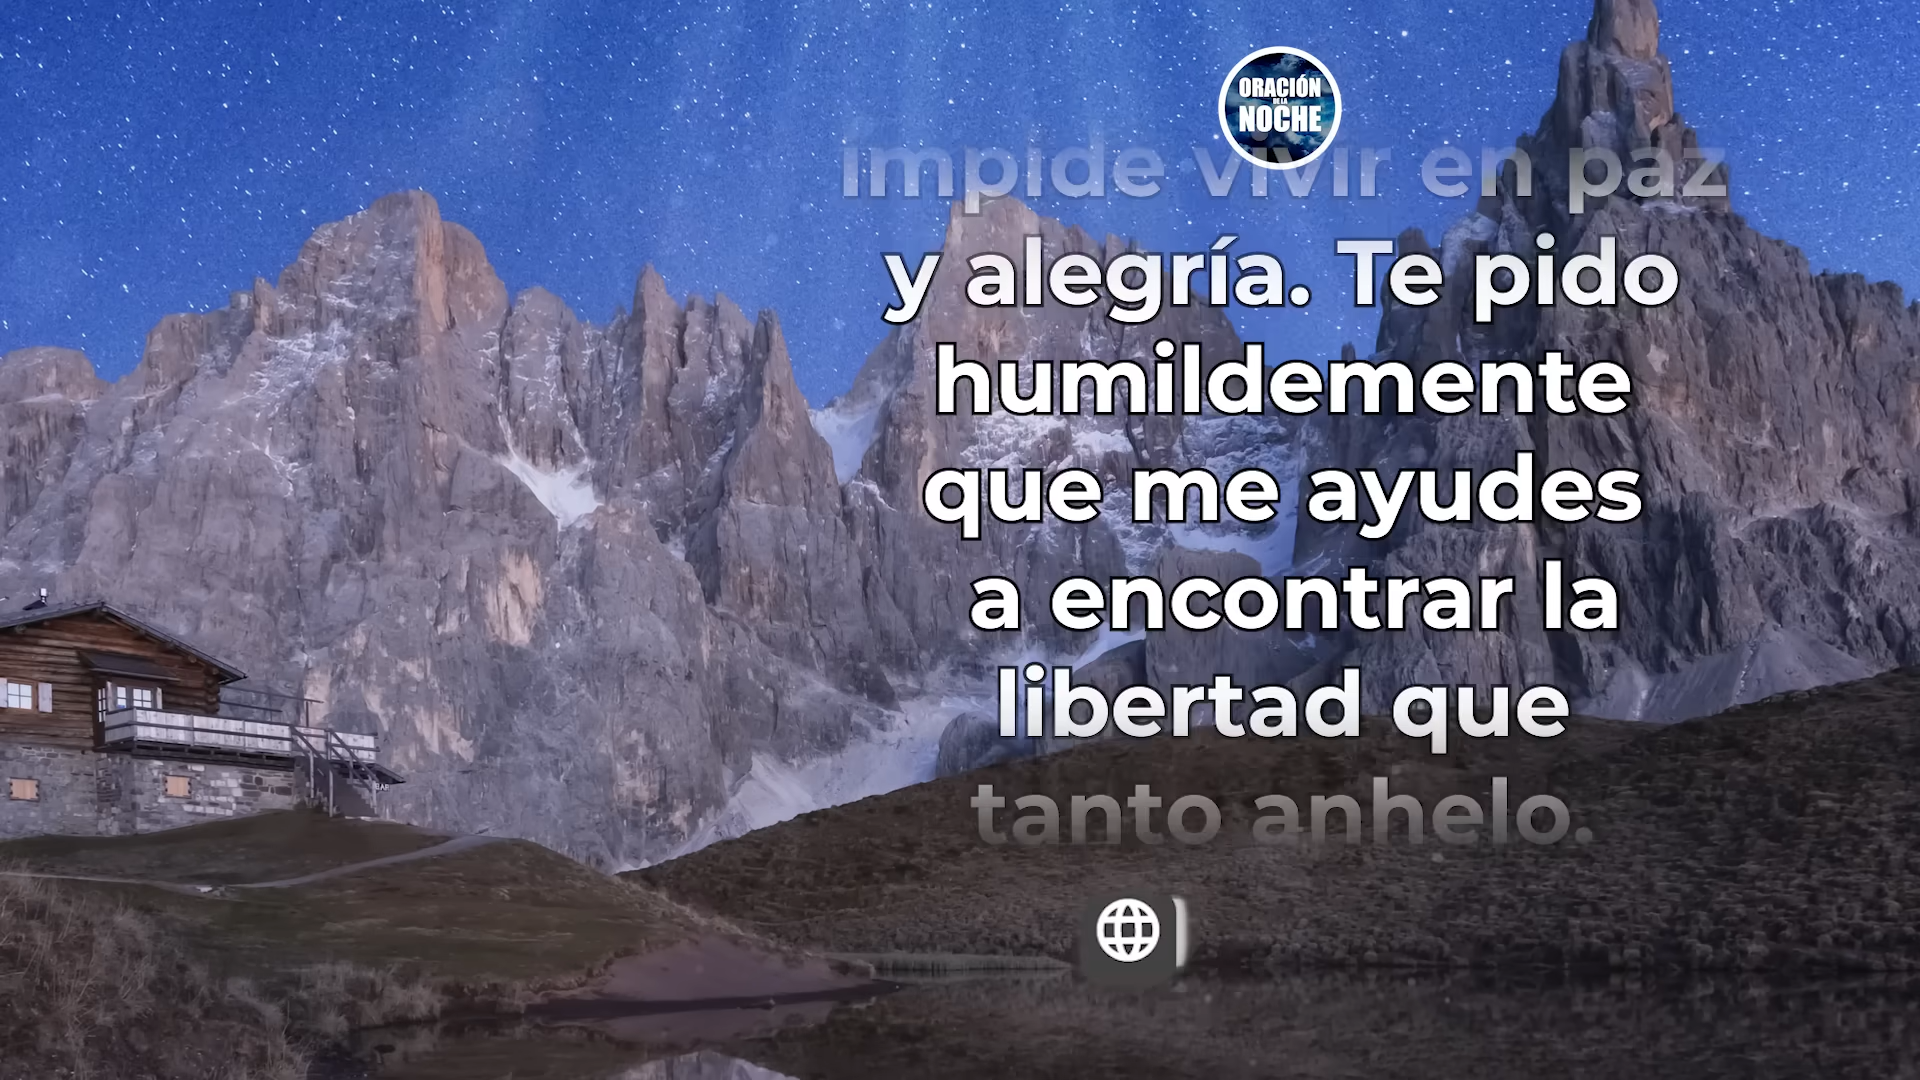 ORACIÓN
DE LA
NOCHE
impide vivir en paz
y alegría. Te pido
humildemente
que me ayudes
a encontrar la
libertad que
tanto anhelo.
BAR